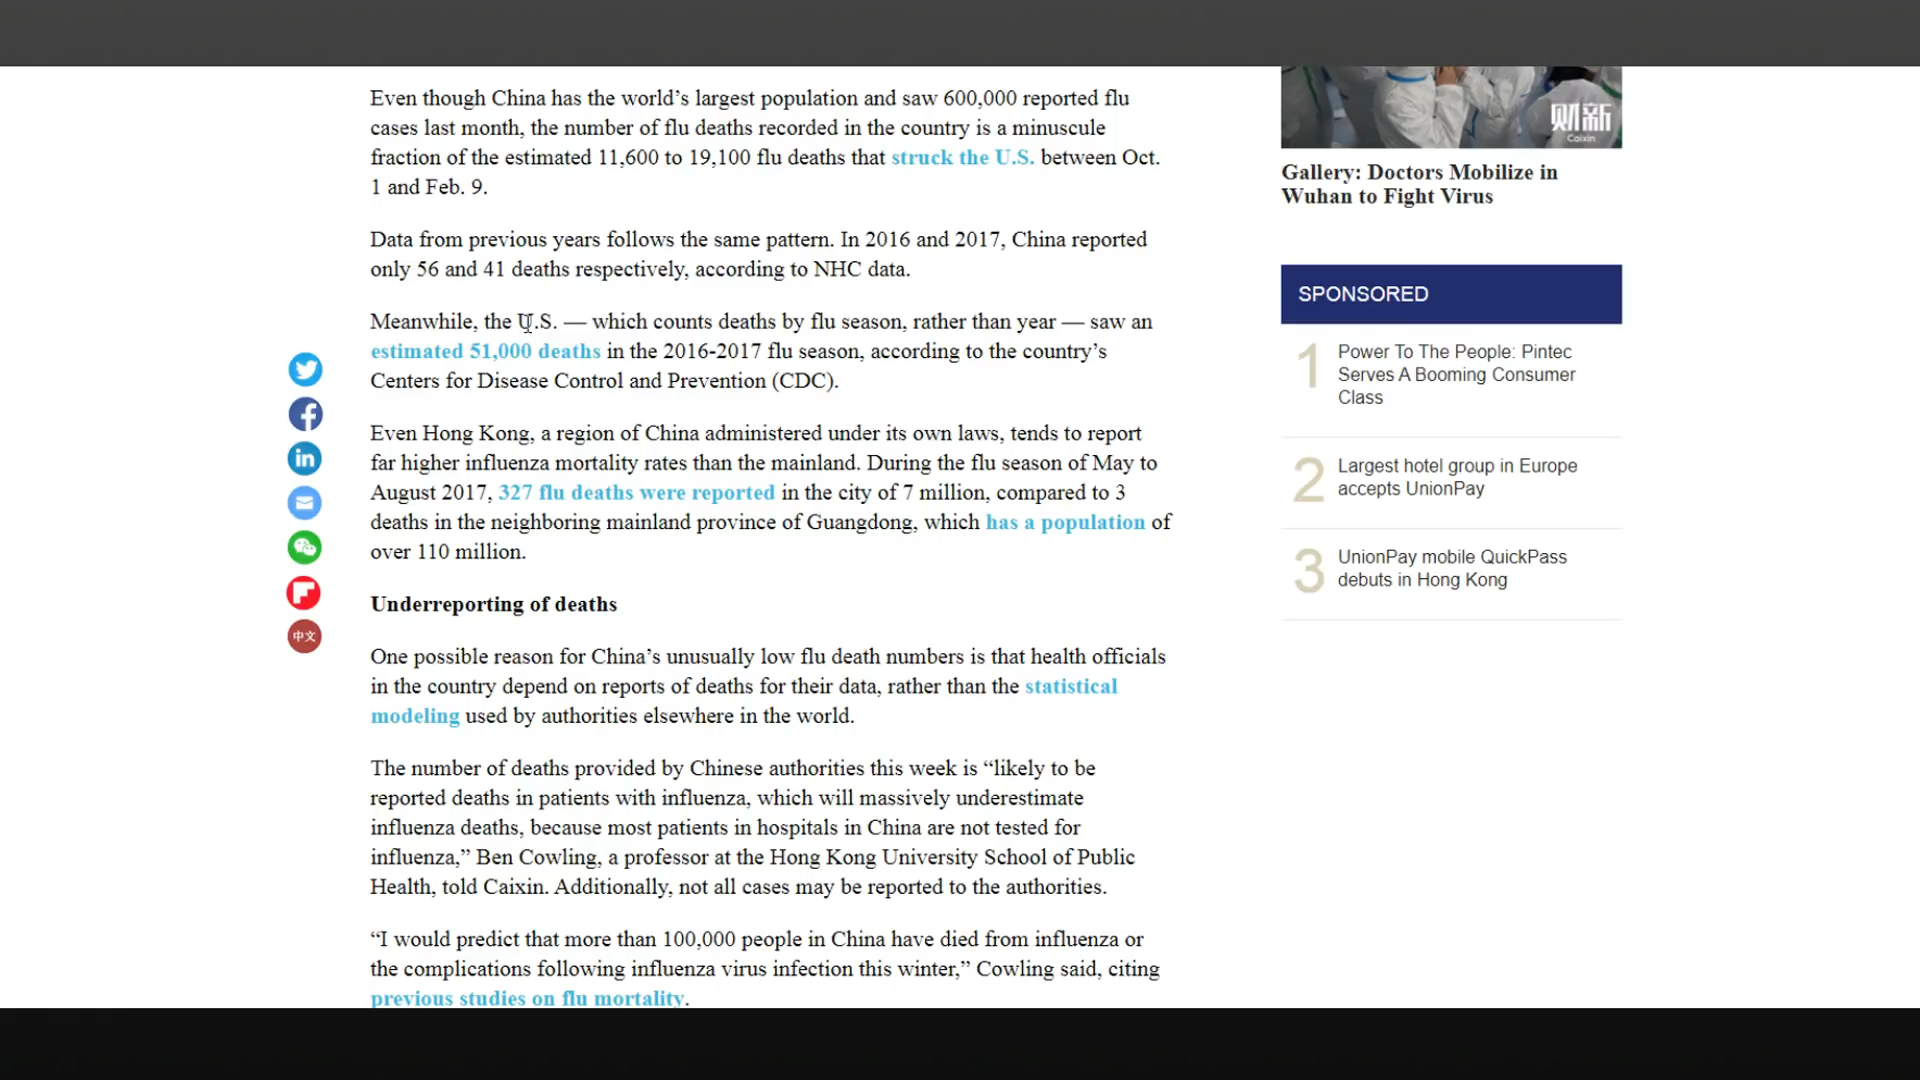 Even though China has the world’s largest population and saw 600,000 reported flu
cases last month, the number of flu deaths recorded in the country is a minuscule
fraction of the estimated 11,600 to 19,100 flu deaths that struck the U.S. between Oct.
1 and Feb. 9.
Data from previous years follows the same pattern. In 2016 and 2017, China reported
only 56 and 41 deaths respectively, according to NHC data.
Meanwhile, the U.S. — which counts deaths by flu season, rather than year — saw an
estimated 51,000 deaths in the 2016-2017 flu season, according to the country’s
Centers for Disease Control and Prevention (CDC).
Even Hong Kong, a region of China administered under its own laws, tends to report
far higher influenza mortality rates than the mainland. During the flu season of May to
August 2017, 327 flu deaths were reported in the city of 7 million, compared to 3
deaths in the neighboring mainland province of Guangdong, which has a population of
over 110 million.
Underreporting of deaths
One possible reason for China’s unusually low flu death numbers is that health officials
in the country depend on reports of deaths for their data, rather than the statistical
modeling used by authorities elsewhere in the world.
The number of deaths provided by Chinese authorities this week is “likely to be
reported deaths in patients with influenza, which will massively underestimate
influenza deaths, because most patients in hospitals in China are not tested for
influenza,” Ben Cowling, a professor at the Hong Kong University School of Public
Health, told Caixin. Additionally, not all cases may be reported to the authorities.
“I would predict that more than 100,000 people in China have died from influenza or
the complications following influenza virus infection this winter,” Cowling said, citing
previous studies on flu mortality.
中文
财新
Caixin
Gallery: Doctors Mobilize in
Wuhan to Fight Virus
SPONSORED
1
Power To The People: Pintec
Serves A Booming Consumer
Class
2
Largest hotel group in Europe
accepts UnionPay
3
UnionPay mobile QuickPass
debuts in Hong Kong